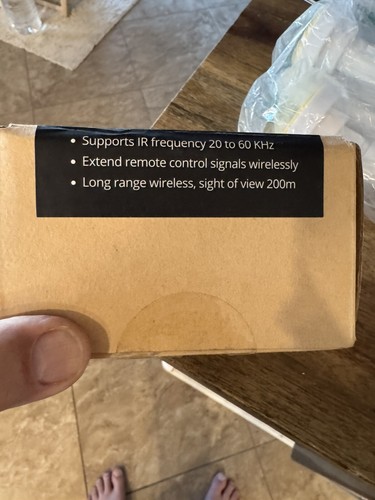 • Supports IR frequency 20 to 60 KHz
• Extend remote control signals wirelessly
• Long range wireless, sight of view 200m